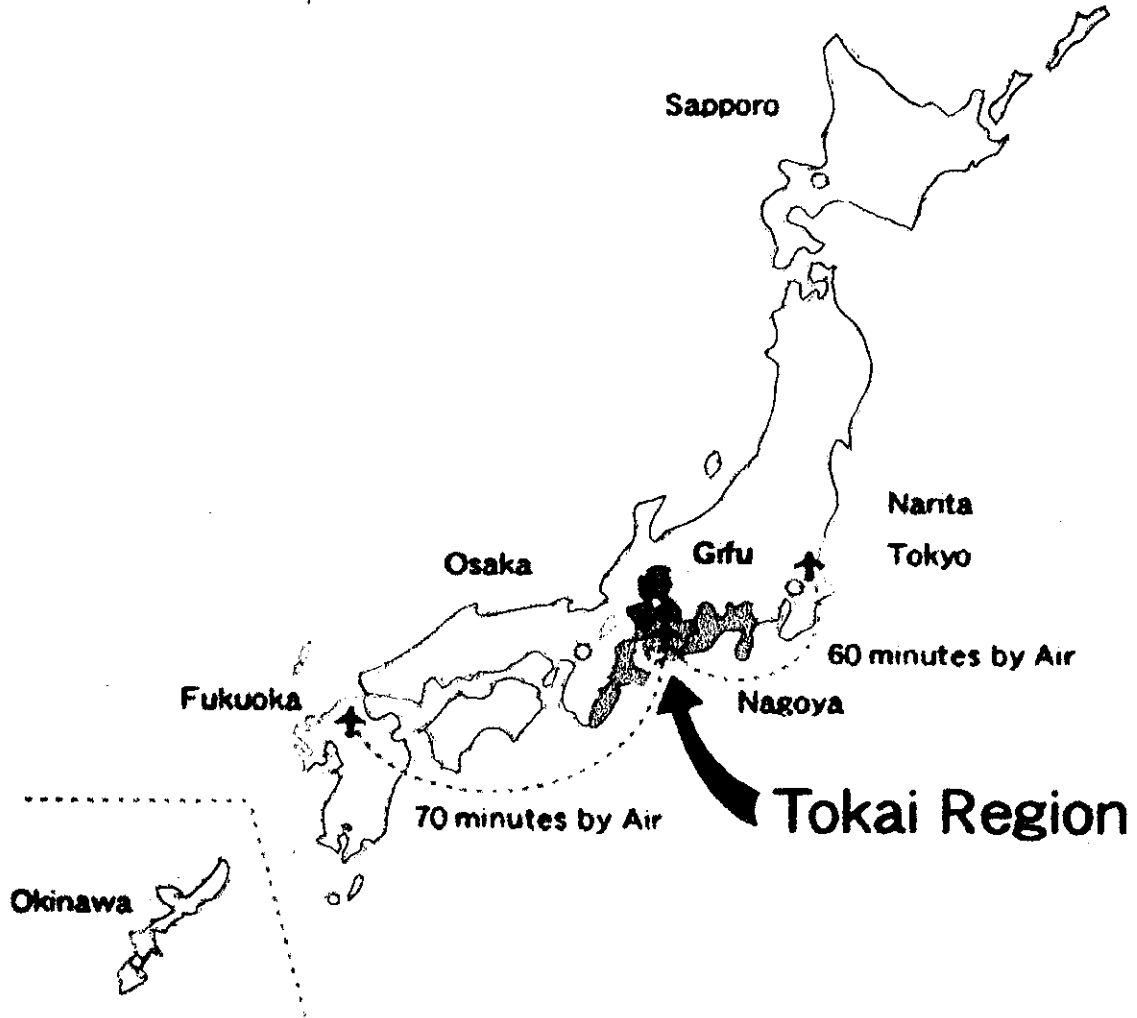 Sapporo
Narita
Tokyo
Gifu
Osaka
60 minutes by Air
Nagoya
Fukuoka
70 minutes by Air
Tokai Region
Okinawa